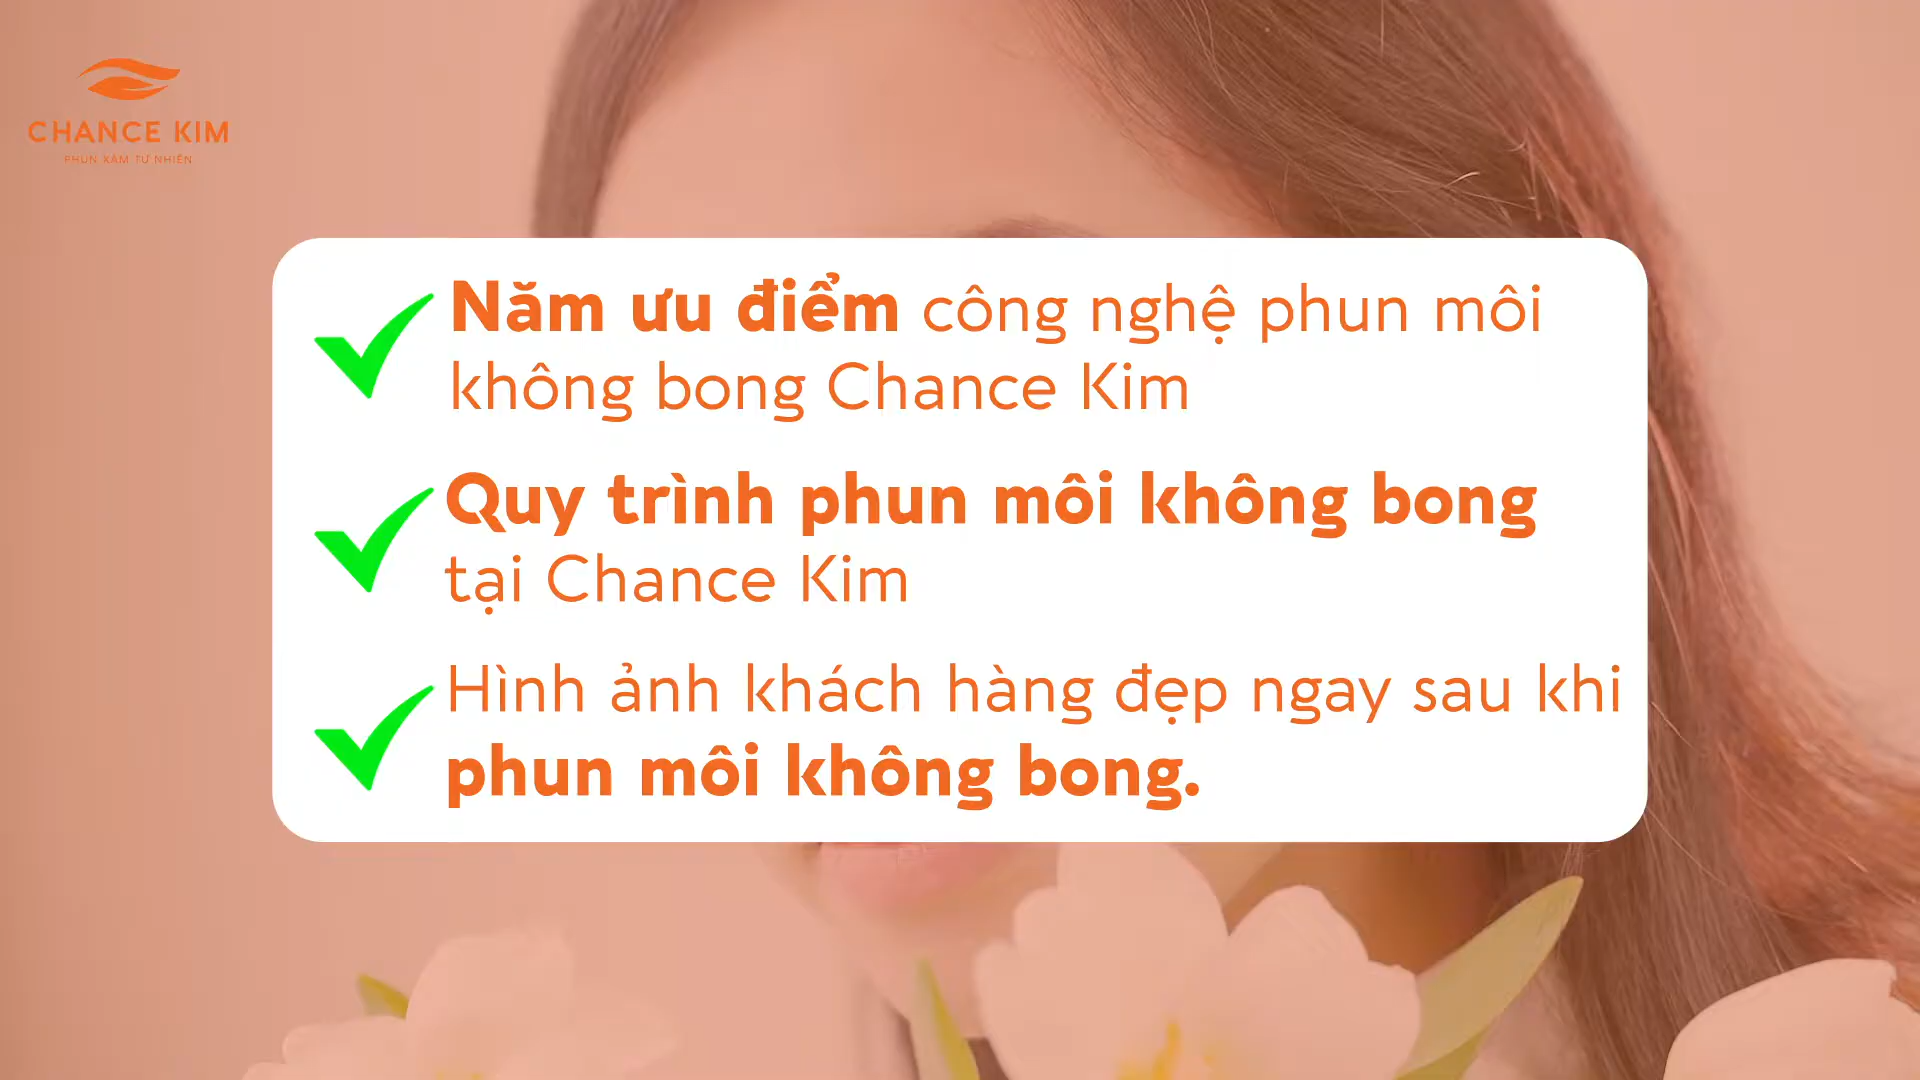 CHANCE KIM
PHUN XĂM TỰ NHIÊN
Năm ưu điểm công nghệ phun môi
không bong Chance Kim
Quy trình phun môi không bong
tại Chance Kim
Hình ảnh khách hàng đẹp ngay sau khi
phun môi không bong.